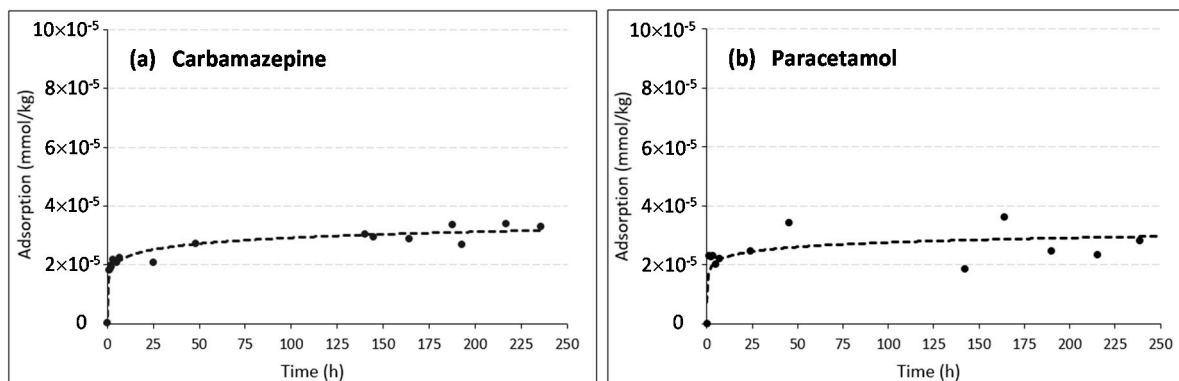 (a) Carbamazepine
Adsorption (mmol/kg)
10×10⁻⁵
8×10⁻⁵
6×10⁻⁵
4×10⁻⁵
2×10⁻⁵
0
0 25 50 75 100 125 150 175 200 225 250
Time (h)
(b) Paracetamol
Adsorption (mmol/kg)
10×10⁻⁵
8×10⁻⁵
6×10⁻⁵
4×10⁻⁵
2×10⁻⁵
0
0 25 50 75 100 125 150 175 200 225 250
Time (h)